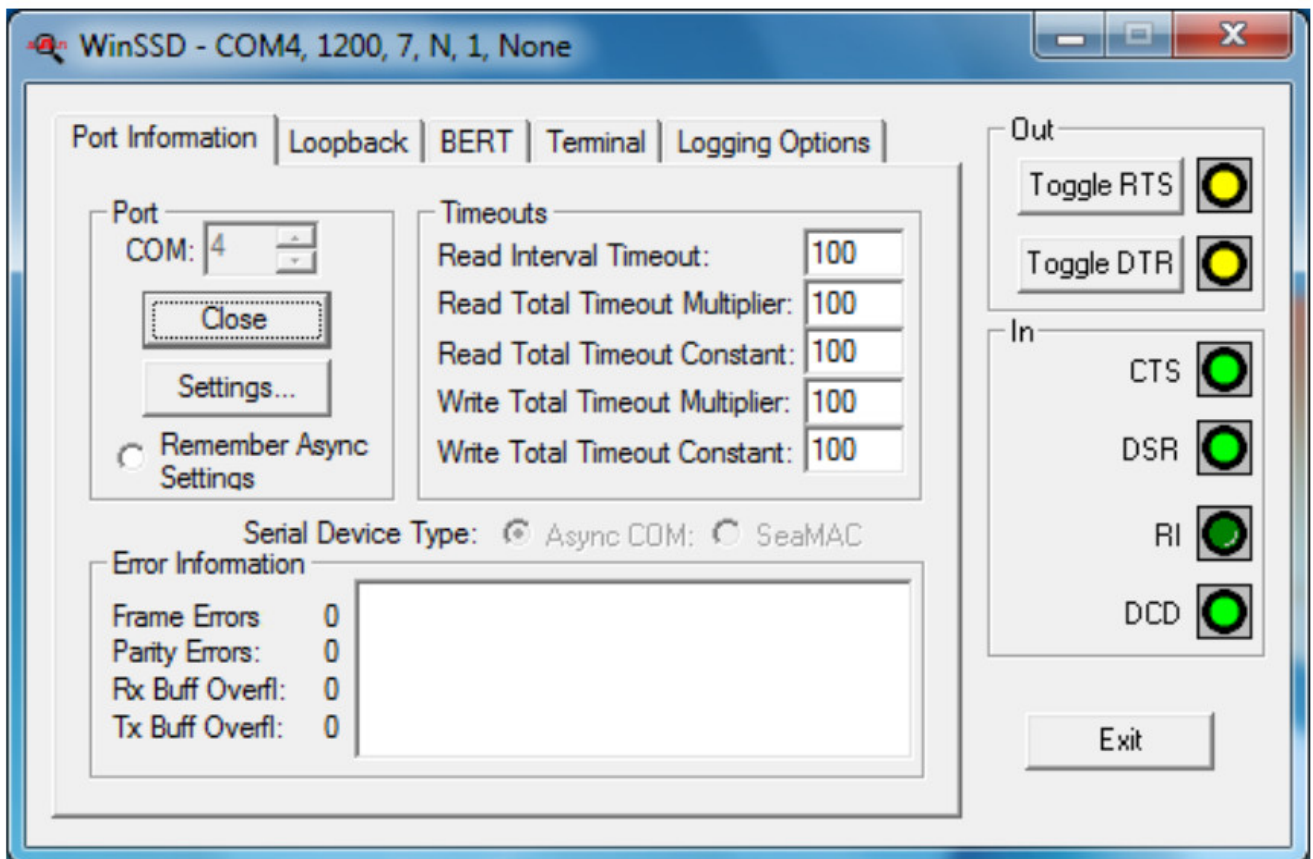 WinSSD - COM4, 1200, 7, N, 1, None
Port Information Loopback BERT Terminal Logging Options
Port
COM: 4
Close
Settings...
Remember Async
Settings
Timeouts
Read Interval Timeout: 100
Read Total Timeout Multiplier: 100
Read Total Timeout Constant: 100
Write Total Timeout Multiplier: 100
Write Total Timeout Constant: 100
Serial Device Type: Async COM: SeaMAC
Error Information
Frame Errors 0
Parity Errors: 0
Rx Buff Overfl: 0
Tx Buff Overfl: 0
Out
Toggle RTS
Toggle DTR
In
CTS
DSR
RI
DCD
Exit